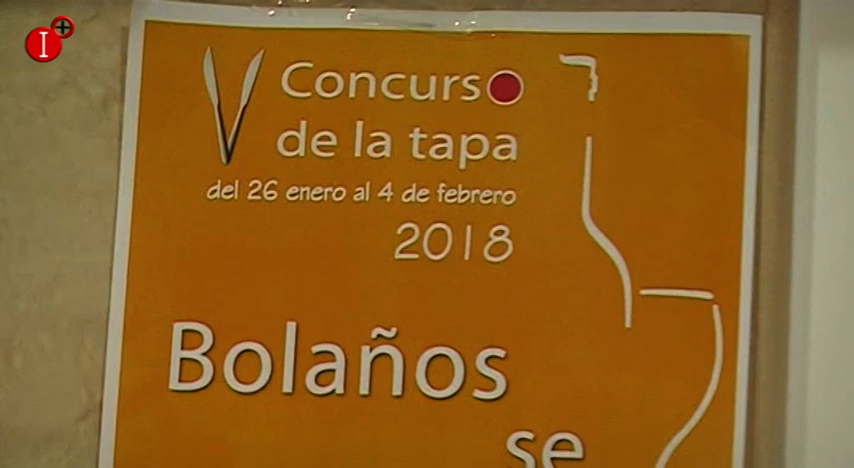 I+
V Concurso
de la tapa
del 26 enero al 4 de febrero
2018
Bolaños
se